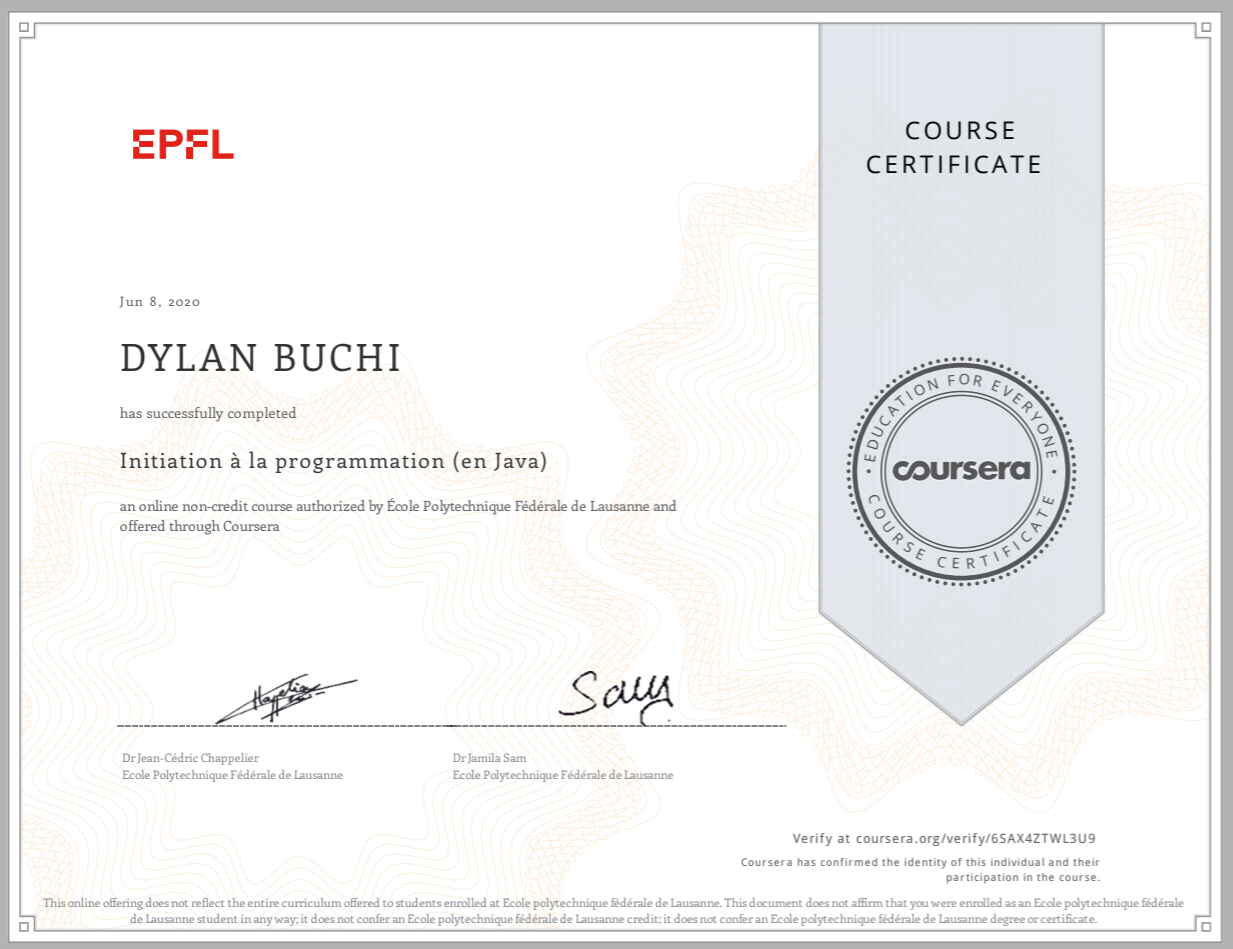 EPFL
COURSE
CERTIFICATE
Jun 8, 2020
DYLAN BUCHI
has successfully completed
Initiation à la programmation (en Java)
an online non-credit course authorized by École Polytechnique Fédérale de Lausanne and
offered through Coursera
EDUCATION FOR EVERYONE
coursera
COURSE CERTIFICATE
Dr Jean-Cédric Chappelier
Ecole Polytechnique Fédérale de Lausanne
Dr Jamila Sam
Ecole Polytechnique Fédérale de Lausanne
Verify at coursera.org/verify/6SAX4ZTWL3U9
Coursera has confirmed the identity of this individual and their
participation in the course.
This online offering does not reflect the entire curriculum offered to students enrolled at Ecole polytechnique fédérale de Lausanne. This document does not affirm that you were enrolled as an Ecole polytechnique fédérale
de Lausanne student in any way; it does not confer an Ecole polytechnique fédérale de Lausanne credit; it does not confer an Ecole polytechnique fédérale de Lausanne degree or certificate.